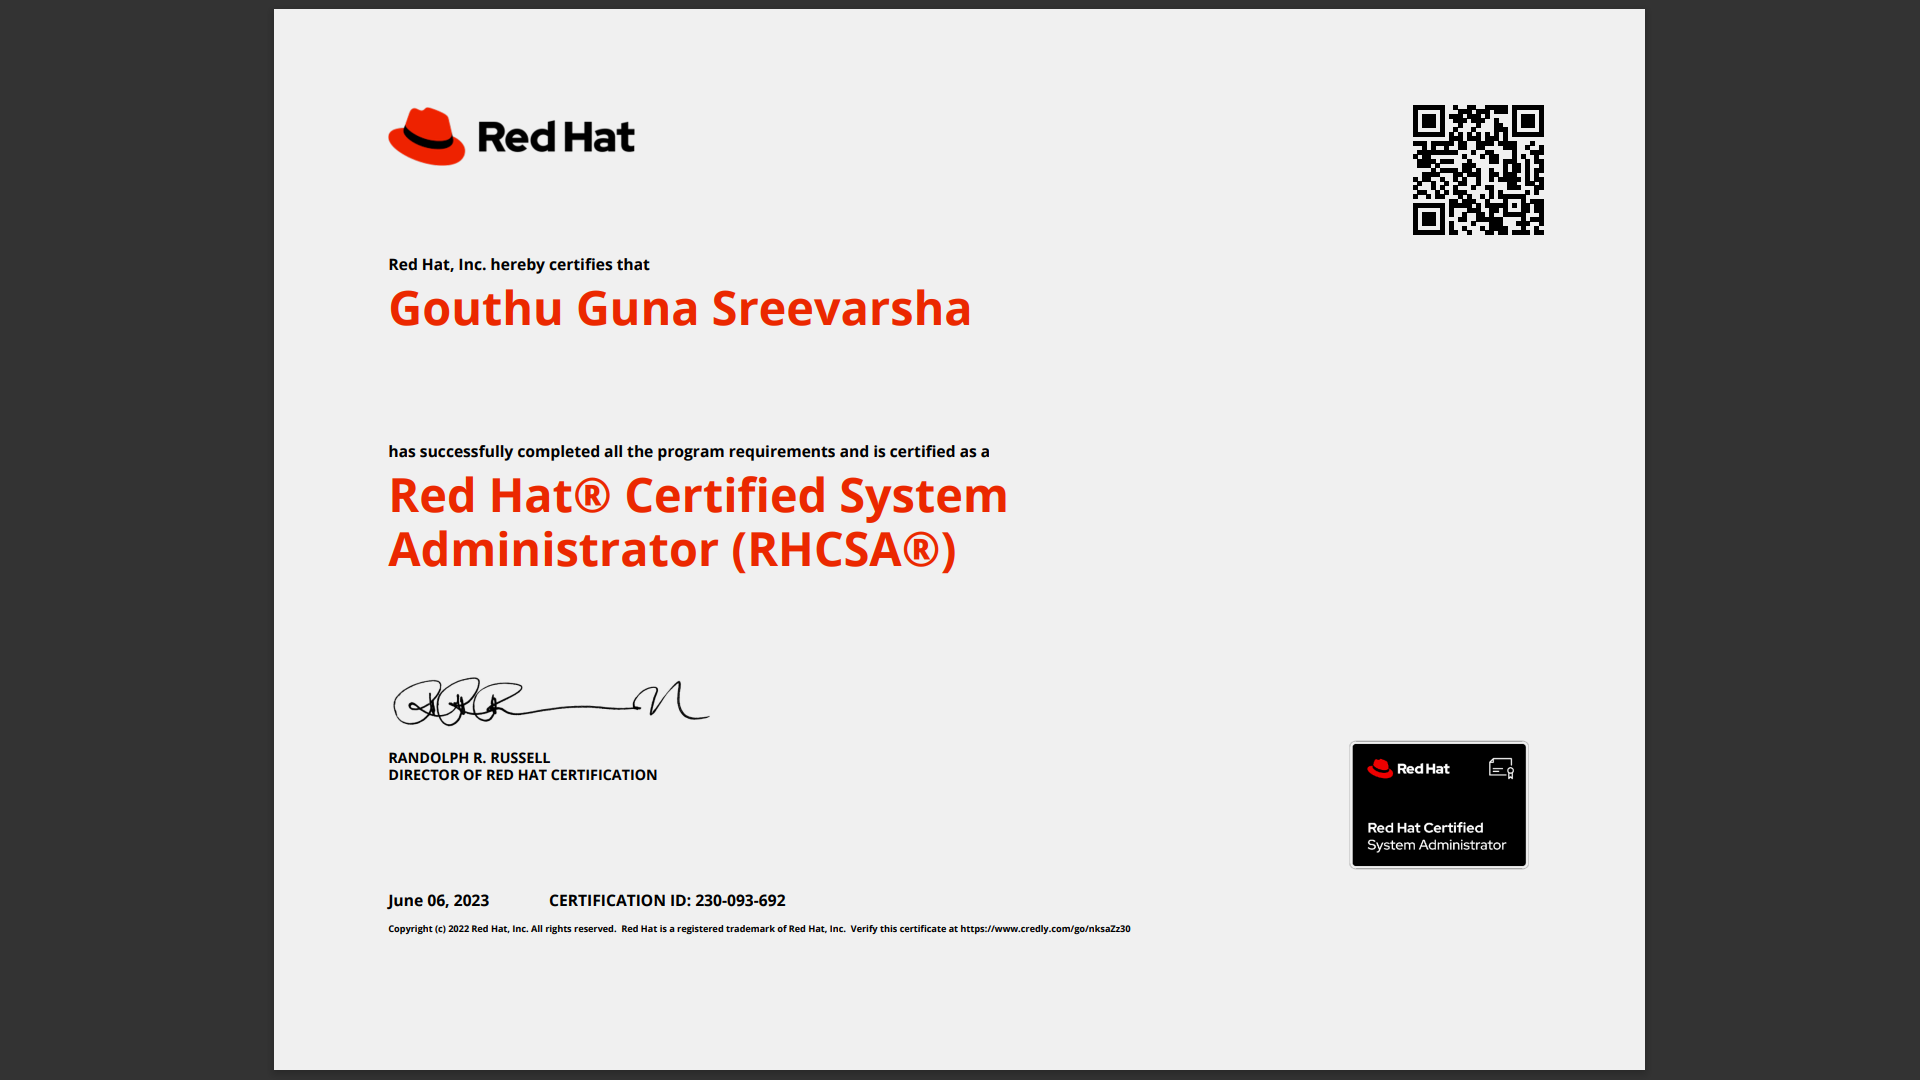 Red Hat
Red Hat, Inc. hereby certifies that
Gouthu Guna Sreevarsha
has successfully completed all the program requirements and is certified as a
Red Hat® Certified System
Administrator (RHCSA®)
RANDOLPH R. RUSSELL
DIRECTOR OF RED HAT CERTIFICATION
Red Hat
Red Hat Certified
System Administrator
June 06, 2023 CERTIFICATION ID: 230-093-692
Copyright (c) 2022 Red Hat, Inc. All rights reserved. Red Hat is a registered trademark of Red Hat, Inc. Verify this certificate at https://www.credly.com/go/nksaZz30